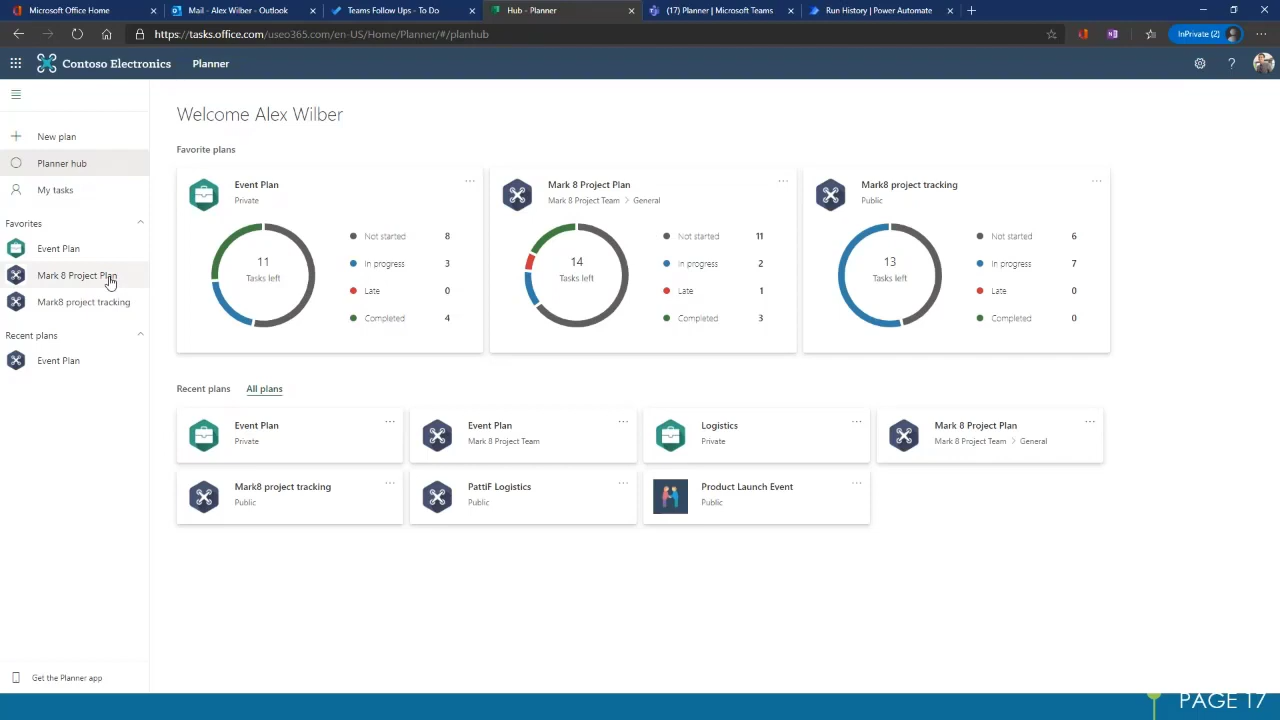 Microsoft Office Home
Mail - Alex Wilber - Outlook
Teams Follow Ups - To Do
Hub - Planner
(17) Planner | Microsoft Teams
Run History | Power Automate
https://tasks.office.com/useo365.com/en-US/Home/Planner/#/planhub
InPrivate (2)
Contoso Electronics
Planner
New plan
Planner hub
My tasks
Favorites
Event Plan
Mark 8 Project Plan
Mark8 project tracking
Recent plans
Event Plan
Get the Planner app
Welcome Alex Wilber
Favorite plans
Event Plan
Private
11
Tasks left
Not started 8
In progress 3
Late 0
Completed 4
Mark 8 Project Plan
Mark 8 Project Team > General
14
Tasks left
Not started 11
In progress 2
Late 1
Completed 3
Mark8 project tracking
Public
13
Tasks left
Not started 6
In progress 7
Late 0
Completed 0
Recent plans
All plans
Event Plan
Private
Event Plan
Mark 8 Project Team
Logistics
Private
Mark 8 Project Plan
Mark 8 Project Team > General
Mark8 project tracking
Public
PattiF Logistics
Public
Product Launch Event
Public
PAGE 17